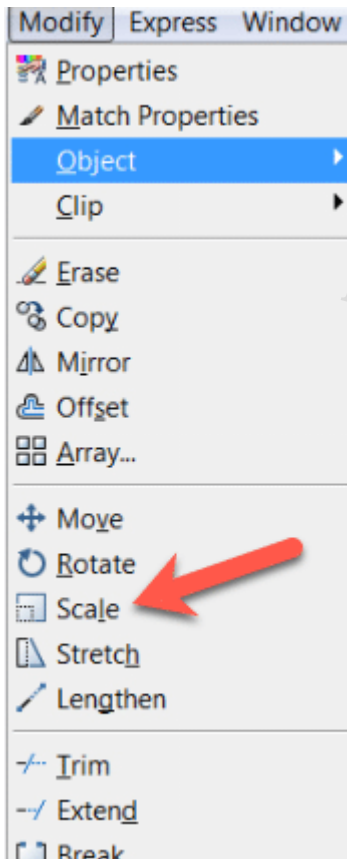 Modify Express Window
Properties
Match Properties
Object
Clip
Erase
Copy
Mirror
Offset
Array...
Move
Rotate
Scale
Stretch
Lengthen
Trim
Extend
Break